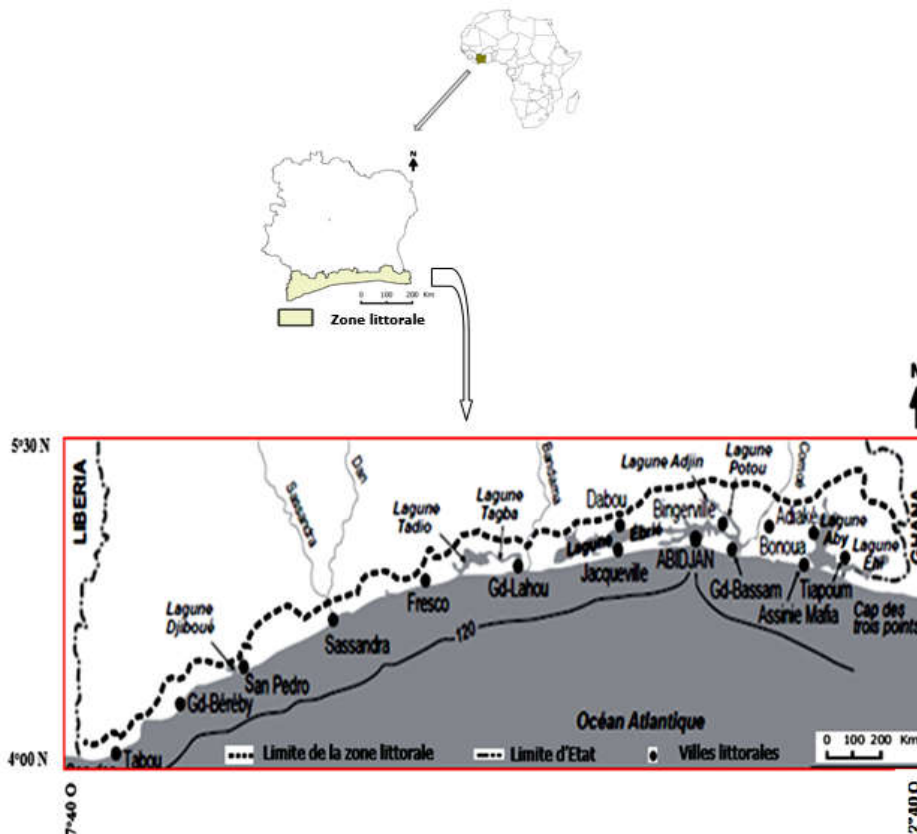 N
0 100 200 Km
Zone littorale
N
5°30 N
4°00 N
LIBERIA
Sassandra
Dan
Lagune
Tadio
Lagune
Tagba
Bandama
Lagune Adjin
Lagune
Potou
Comoé
Dabou
Bingerville
Adiaké
Lagune
Aby
Lagune
Ehi
Lagune Ebrié
Bonoua
Jacqueville
ABIDJAN
Gd-Bassam
Tiapoum
Assinie Mafia
Cap des
trois points
Gd-Lahou
Fresco
Sassandra
Lagune
Djiboué
San Pedro
Gd-Béréby
Tabou
120
Océan Atlantique
Limite de la zone littorale
Limite d'Etat
Villes littorales
0 100 200 Km
7°40 O
2°40 O